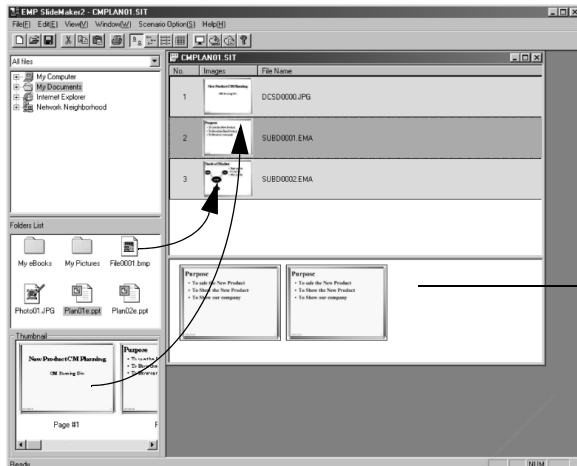 EMP SlideMaker2 - CMPLAN01.SIT
File(F) Edit(E) View(V) Window(W) Scenario Option(S) Help(H)
All files
My Computer
My Documents
Internet Explorer
Network Neighborhood
Folders List
My eBooks My Pictures File0001.bmp
Photo01.JPG Plan01e.ppt Plan02e.ppt
Thumbnail
New Product CM Planning
CM Planning Div
Purpose
Page #1
CMPLAN01.SIT
No. Images File Name
1 New Product CM Planning DCSD0000.JPG
2 Purpose SUBD0001.EMA
3 SUBD0002.EMA
Purpose
• To sale the New Product
• To Show the New Product
• To Show our company
Purpose
• To sale the New Product
• To Show the New Product
• To Show our company
Ready
NUM